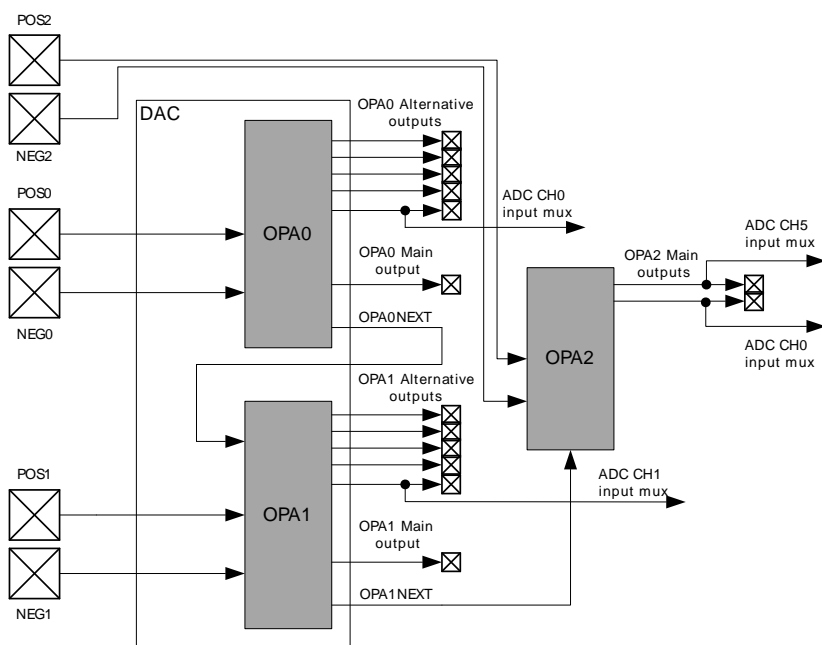 POS2
NEG2
POS0
NEG0
POS1
NEG1
DAC
OPA0
OPA0 Alternative
outputs
ADC CH0
input mux
OPA0 Main
output
OPA0NEXT
OPA1
OPA1 Alternative
outputs
ADC CH1
input mux
OPA1 Main
output
OPA1NEXT
OPA2
OPA2 Main
outputs
ADC CH5
input mux
ADC CH0
input mux